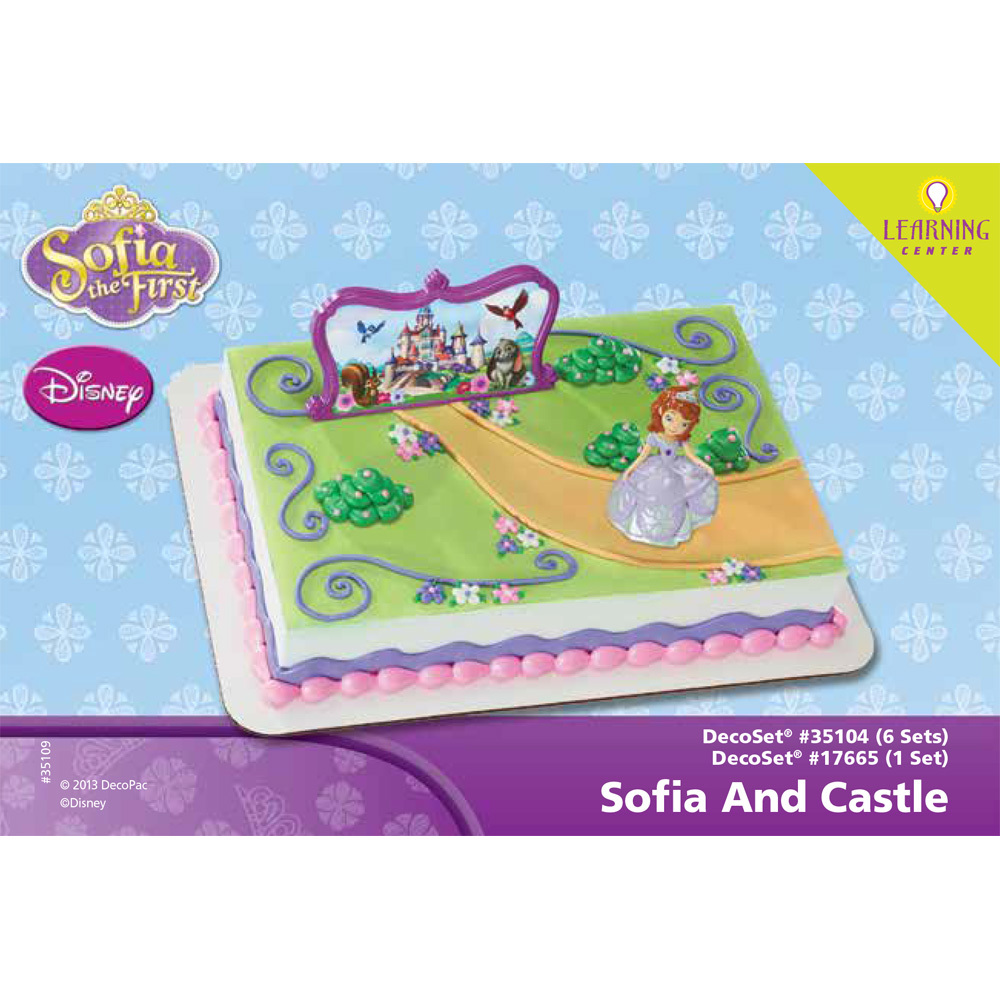 Sofia
the First
Disney
LEARNING
CENTER
DecoSet® #35104 (6 Sets)
DecoSet® #17665 (1 Set)
Sofia And Castle
#35109
© 2013 DecoPac
©Disney